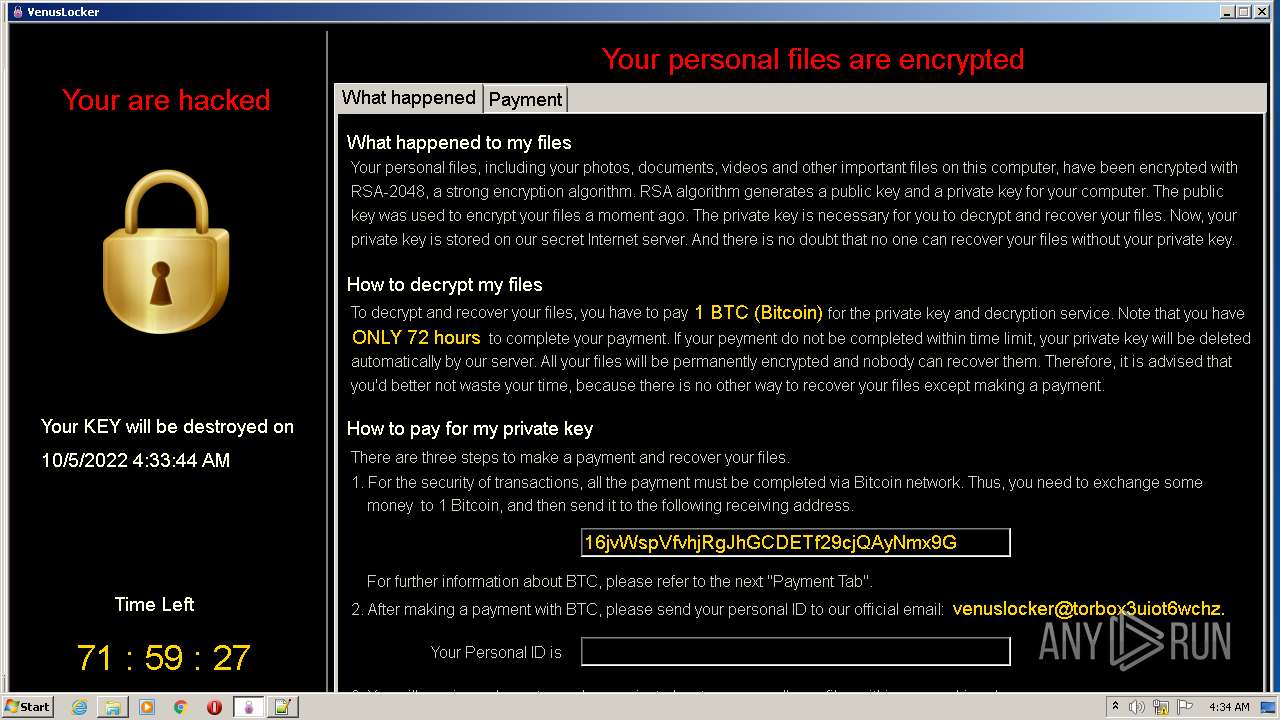 VenusLocker
Your are hacked
Your KEY will be destroyed on
10/5/2022 4:33:44 AM
Time Left
71 : 59 : 27
Your personal files are encrypted
What happened
Payment
What happened to my files
Your personal files, including your photos, documents, videos and other important files on this computer, have been encrypted with
RSA-2048, a strong encryption algorithm. RSA algorithm generates a public key and a private key for your computer. The public
key was used to encrypt your files a moment ago. The private key is necessary for you to decrypt and recover your files. Now, your
private key is stored on our secret Internet server. And there is no doubt that no one can recover your files without your private key.
How to decrypt my files
To decrypt and recover your files, you have to pay 1 BTC (Bitcoin) for the private key and decryption service. Note that you have
ONLY 72 hours to complete your payment. If your peyment do not be completed within time limit, your private key will be deleted
automatically by our server. All your files will be permanently encrypted and nobody can recover them. Therefore, it is advised that
you'd better not waste your time, because there is no other way to recover your files except making a payment.
How to pay for my private key
There are three steps to make a payment and recover your files.
1. For the security of transactions, all the payment must be completed via Bitcoin network. Thus, you need to exchange some
money to 1 Bitcoin, and then send it to the following receiving address.
16jvWspVfvhjRgJhGCDETf29cjQAyNmx9G
For further information about BTC, please refer to the next "Payment Tab".
2. After making a payment with BTC, please send your personal ID to our official email: venuslocker@torbox3uiot6wchz.
Your Personal ID is
ANY RUN
Start
4:34 AM